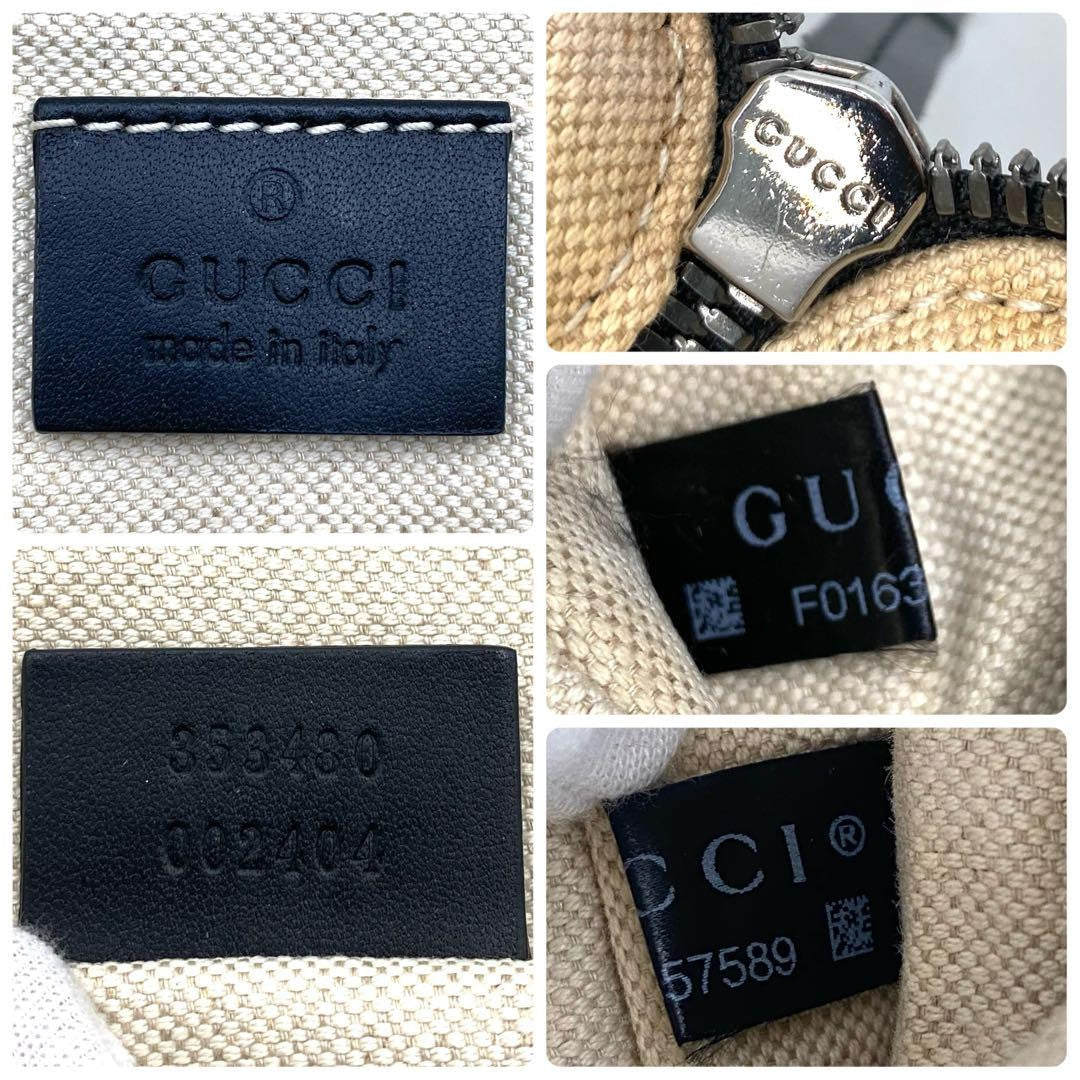 ®
GUCCI
made in italy
353480
002404
GUCCI
GU
F0163
CCI®
57589